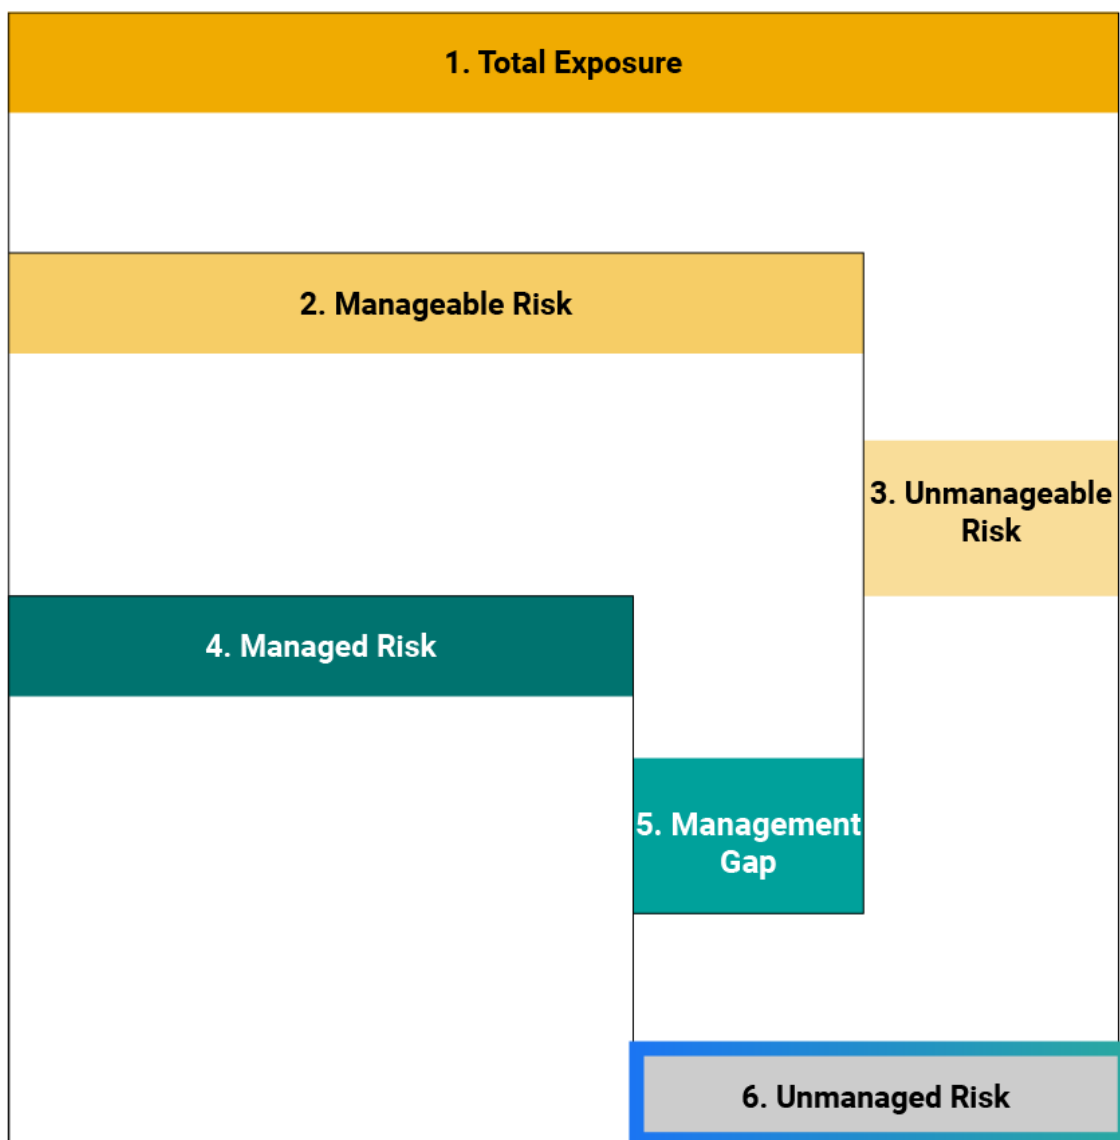 1. Total Exposure
2. Manageable Risk
3. Unmanageable
Risk
4. Managed Risk
5. Management
Gap
6. Unmanaged Risk